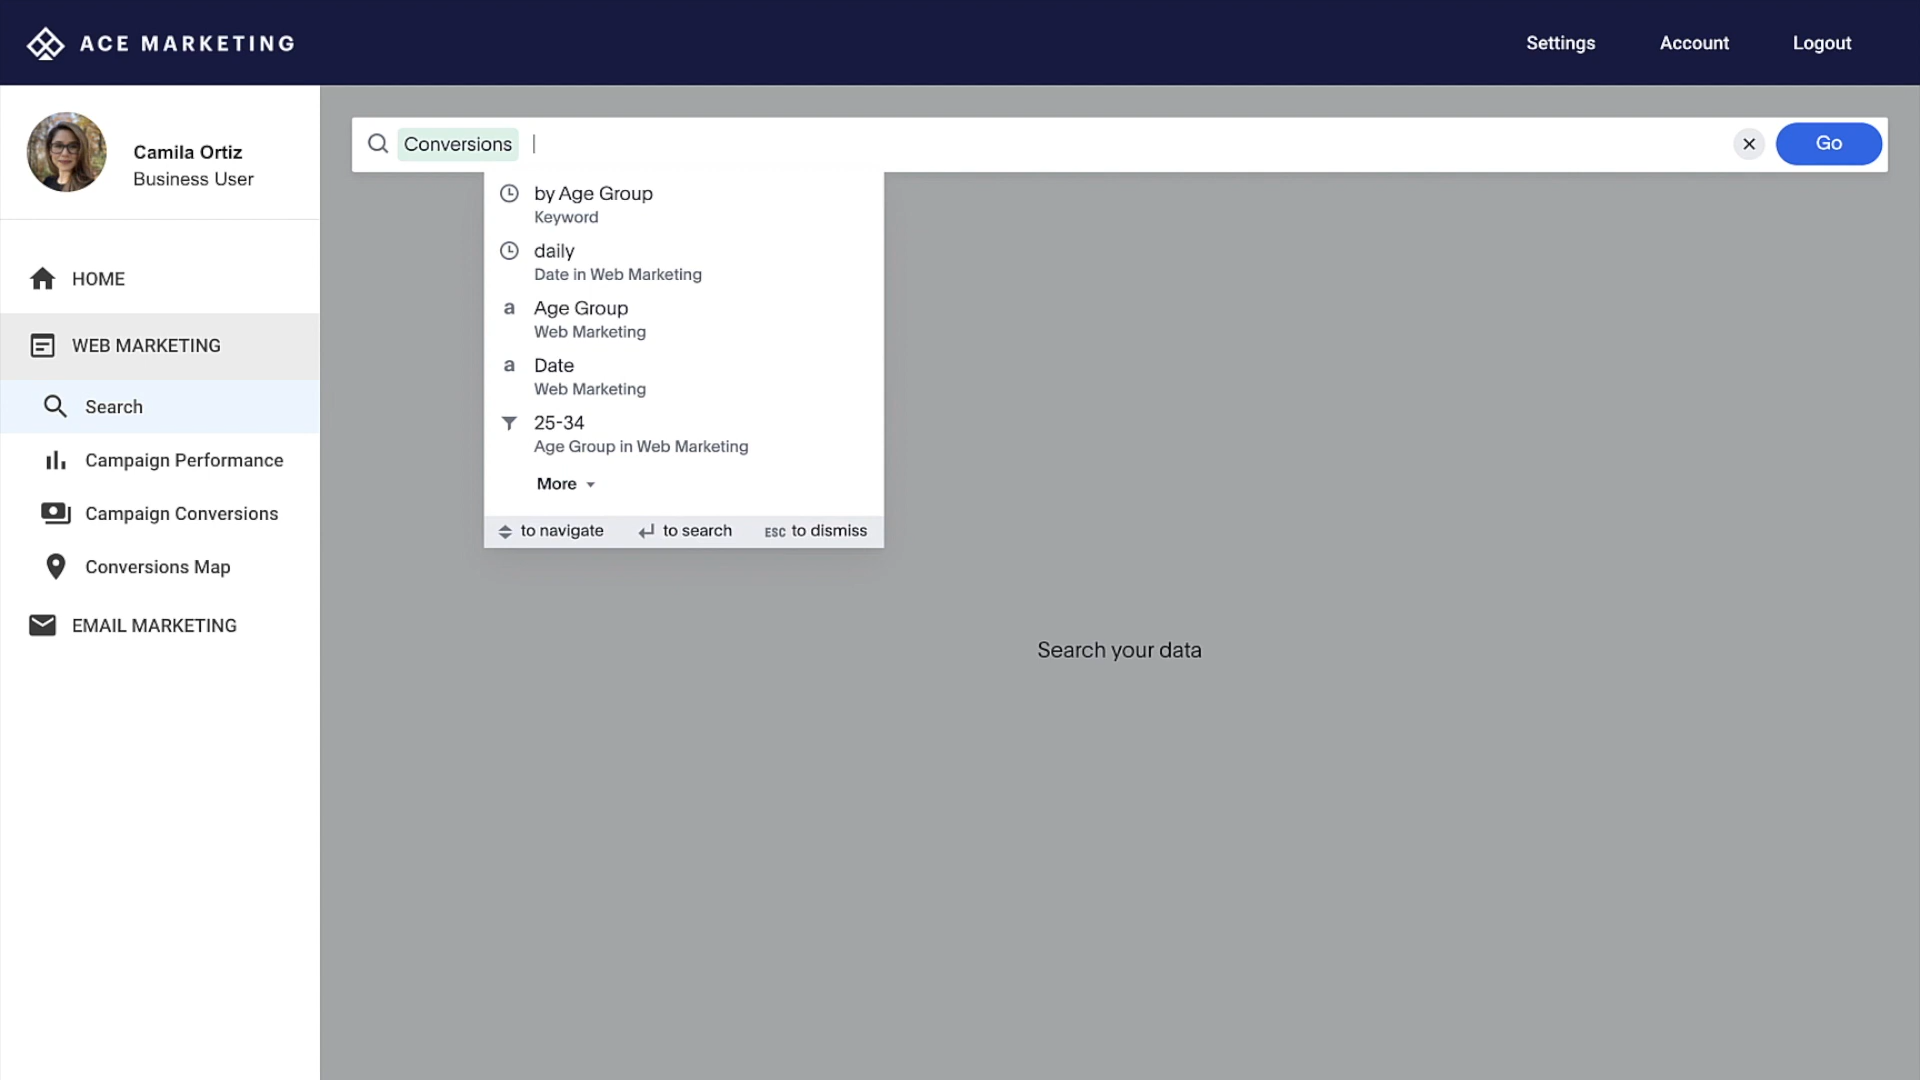 ACE MARKETING
Settings
Account
Logout
Camila Ortiz
Business User
HOME
WEB MARKETING
Search
Campaign Performance
Campaign Conversions
Conversions Map
EMAIL MARKETING
Conversions
Go
by Age Group
Keyword
daily
Date in Web Marketing
a Age Group
Web Marketing
a Date
Web Marketing
25-34
Age Group in Web Marketing
More
to navigate
to search
ESC to dismiss
Search your data